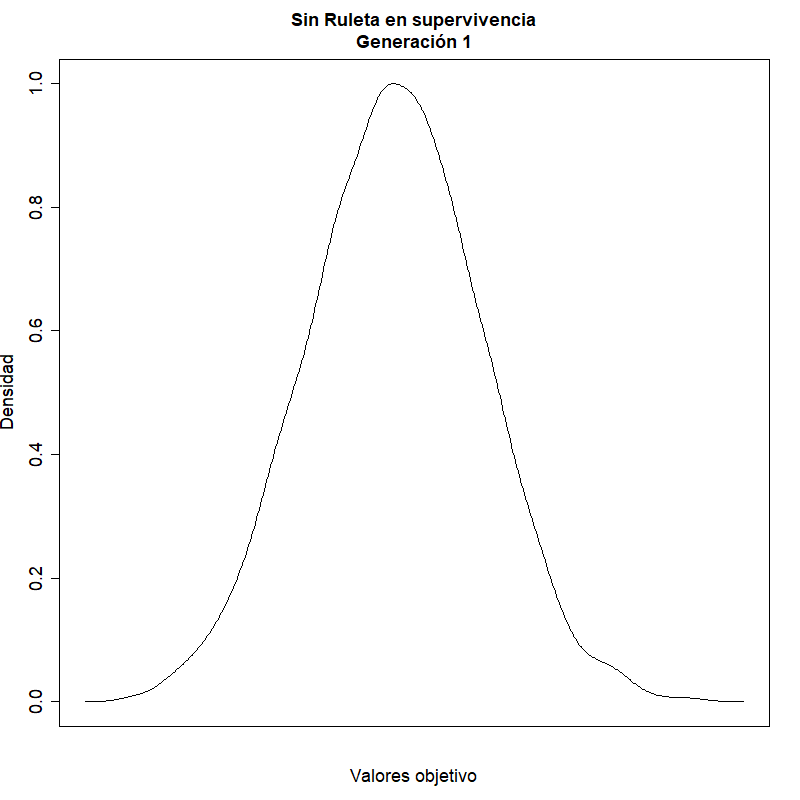 Sin Ruleta en supervivencia
Generación 1
1.0
0.8
0.6
0.4
0.2
0.0
Densidad
Valores objetivo